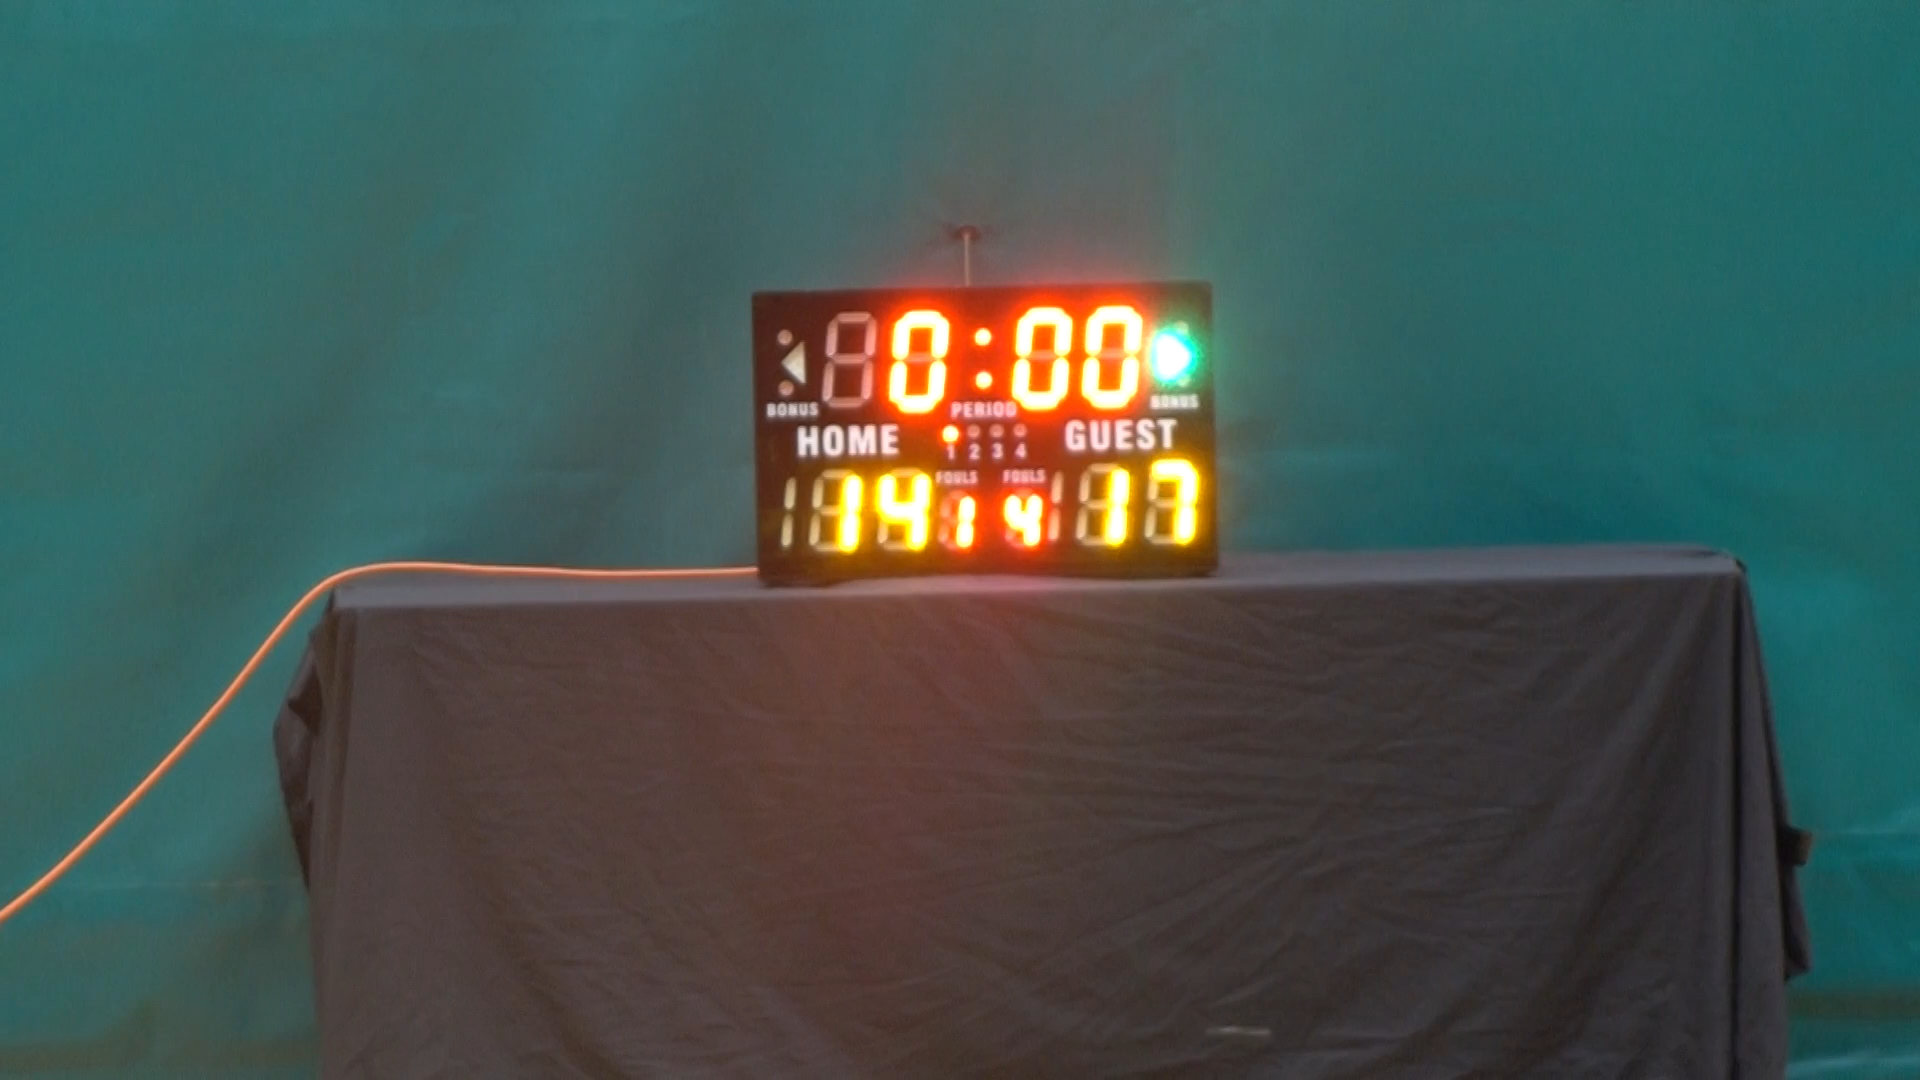 0:00
BONUS PERIOD BONUS
HOME 1 2 3 4 GUEST
FOULS FOULS
14 1 4 17